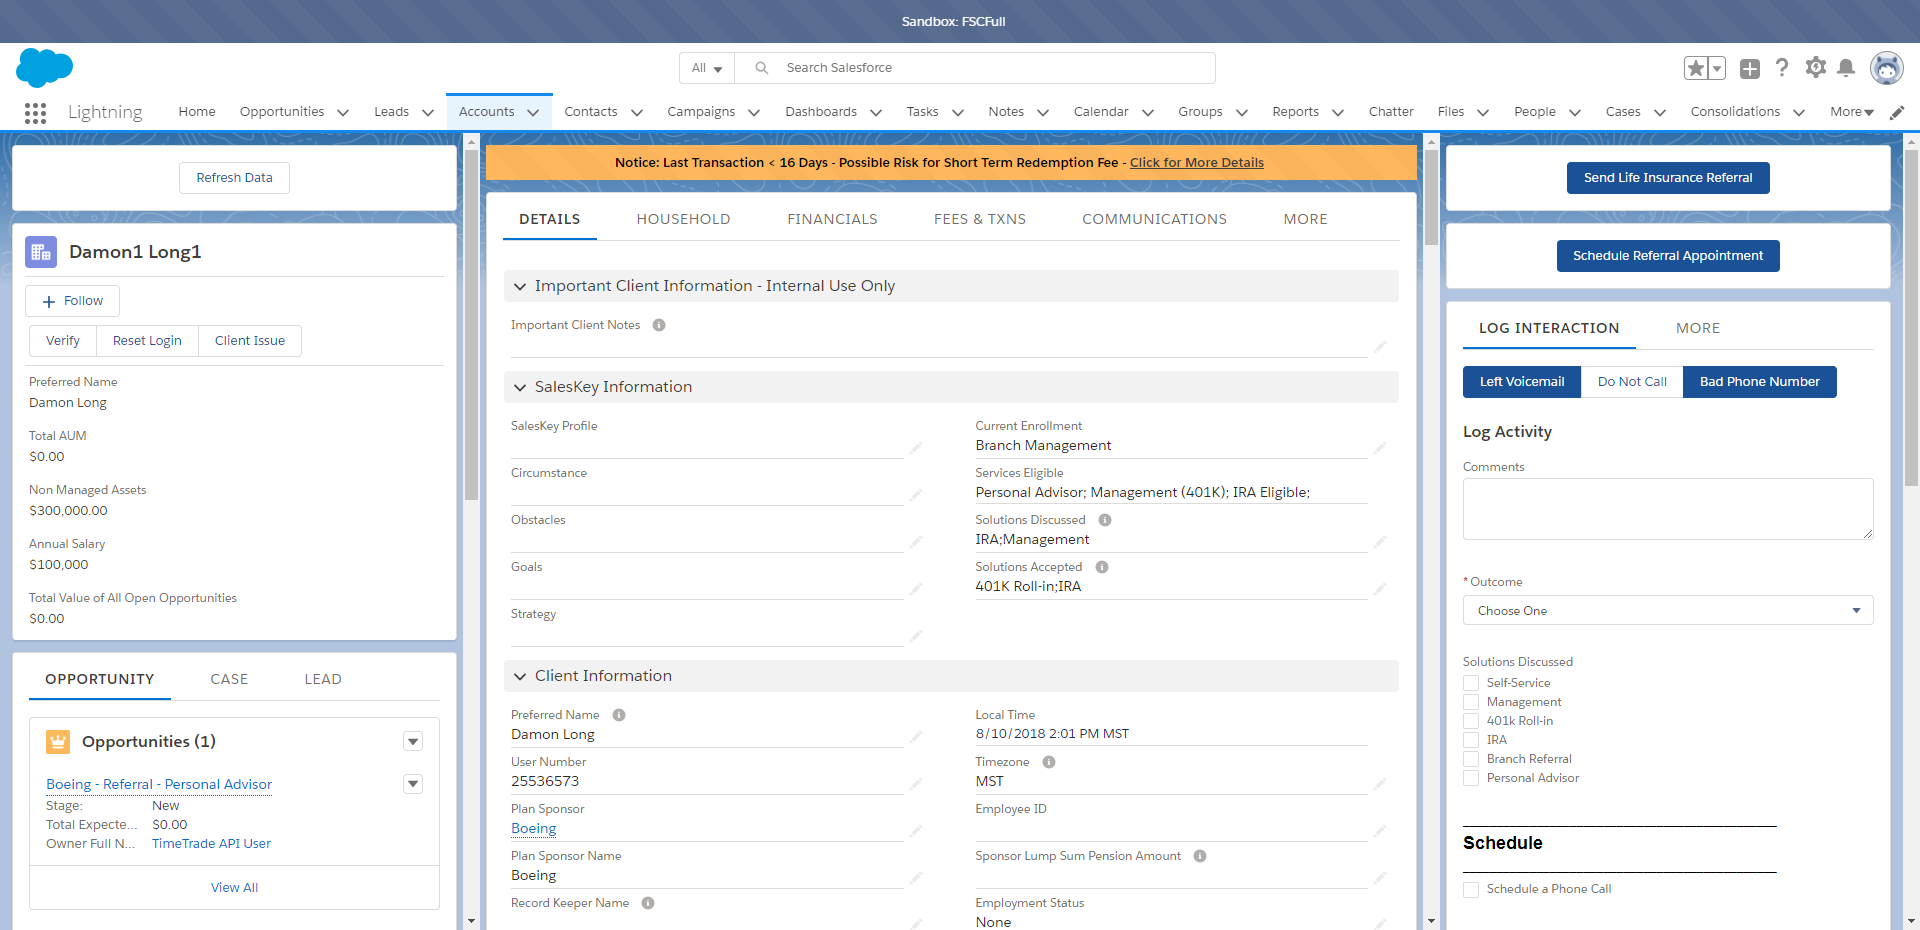 Sandbox: FSCFull
All
Search Salesforce
Lightning
Home
Opportunities
Leads
Accounts
Contacts
Campaigns
Dashboards
Tasks
Notes
Calendar
Groups
Reports
Chatter
Files
People
Cases
Consolidations
More
Refresh Data
Damon1 Long1
Follow
Verify
Reset Login
Client Issue
Preferred Name
Damon Long
Total AUM
$0.00
Non Managed Assets
$300,000.00
Annual Salary
$100,000
Total Value of All Open Opportunities
$0.00
OPPORTUNITY
CASE
LEAD
Opportunities (1)
Boeing - Referral - Personal Advisor
Stage: New
Total Expecte... $0.00
Owner Full N... TimeTrade API User
View All
Notice: Last Transaction < 16 Days - Possible Risk for Short Term Redemption Fee - Click for More Details
DETAILS
HOUSEHOLD
FINANCIALS
FEES & TXNS
COMMUNICATIONS
MORE
Important Client Information - Internal Use Only
Important Client Notes
SalesKey Information
SalesKey Profile
Circumstance
Obstacles
Goals
Strategy
Current Enrollment
Branch Management
Services Eligible
Personal Advisor; Management (401K); IRA Eligible;
Solutions Discussed
IRA;Management
Solutions Accepted
401K Roll-in;IRA
Client Information
Preferred Name
Damon Long
User Number
25536573
Plan Sponsor
Boeing
Plan Sponsor Name
Boeing
Record Keeper Name
Local Time
8/10/2018 2:01 PM MST
Timezone
MST
Employee ID
Sponsor Lump Sum Pension Amount
Employment Status
None
Send Life Insurance Referral
Schedule Referral Appointment
LOG INTERACTION
MORE
Left Voicemail
Do Not Call
Bad Phone Number
Log Activity
Comments
* Outcome
Choose One
Solutions Discussed
Self-Service
Management
401k Roll-in
IRA
Branch Referral
Personal Advisor
Schedule
Schedule a Phone Call